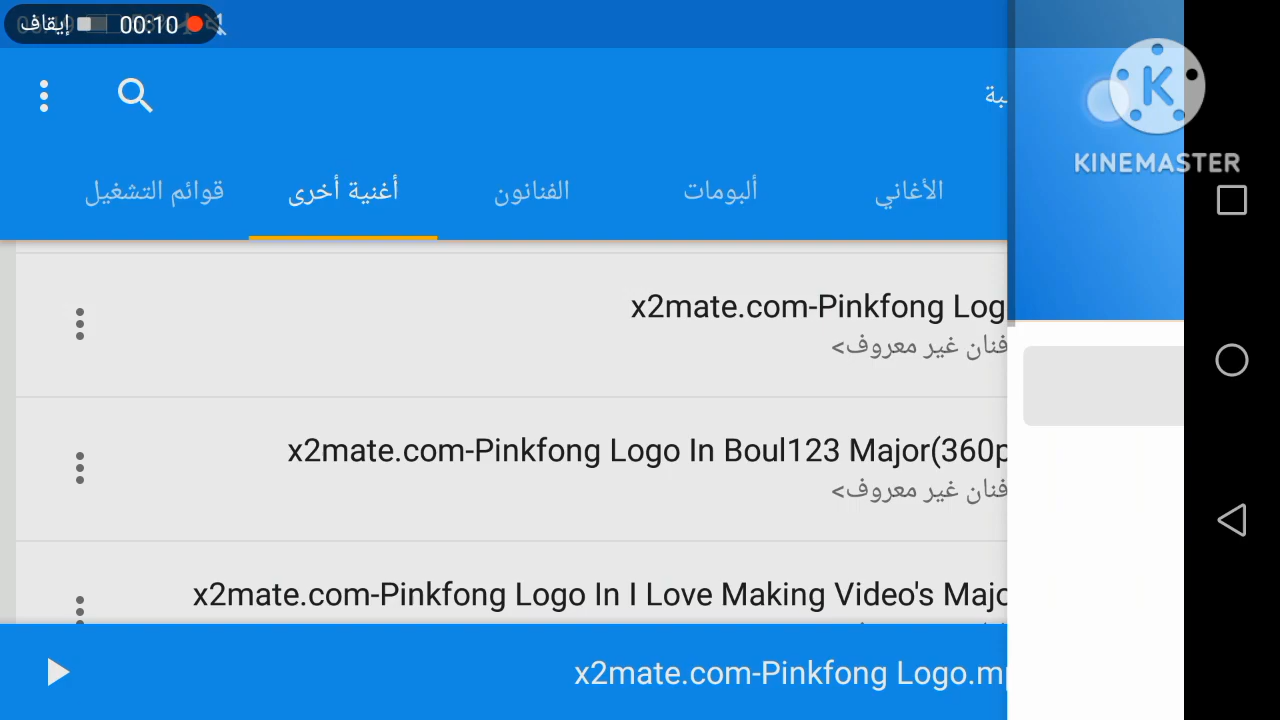 إيقاف 00:10
KINEMASTER
الأغاني
ألبومات
الفنانون
أغنية أخرى
قوائم التشغيل
x2mate.com-Pinkfong Log
فنان غير معروف>
x2mate.com-Pinkfong Logo In Boul123 Major(360p
فنان غير معروف>
x2mate.com-Pinkfong Logo In I Love Making Video's Majo
x2mate.com-Pinkfong Logo.m